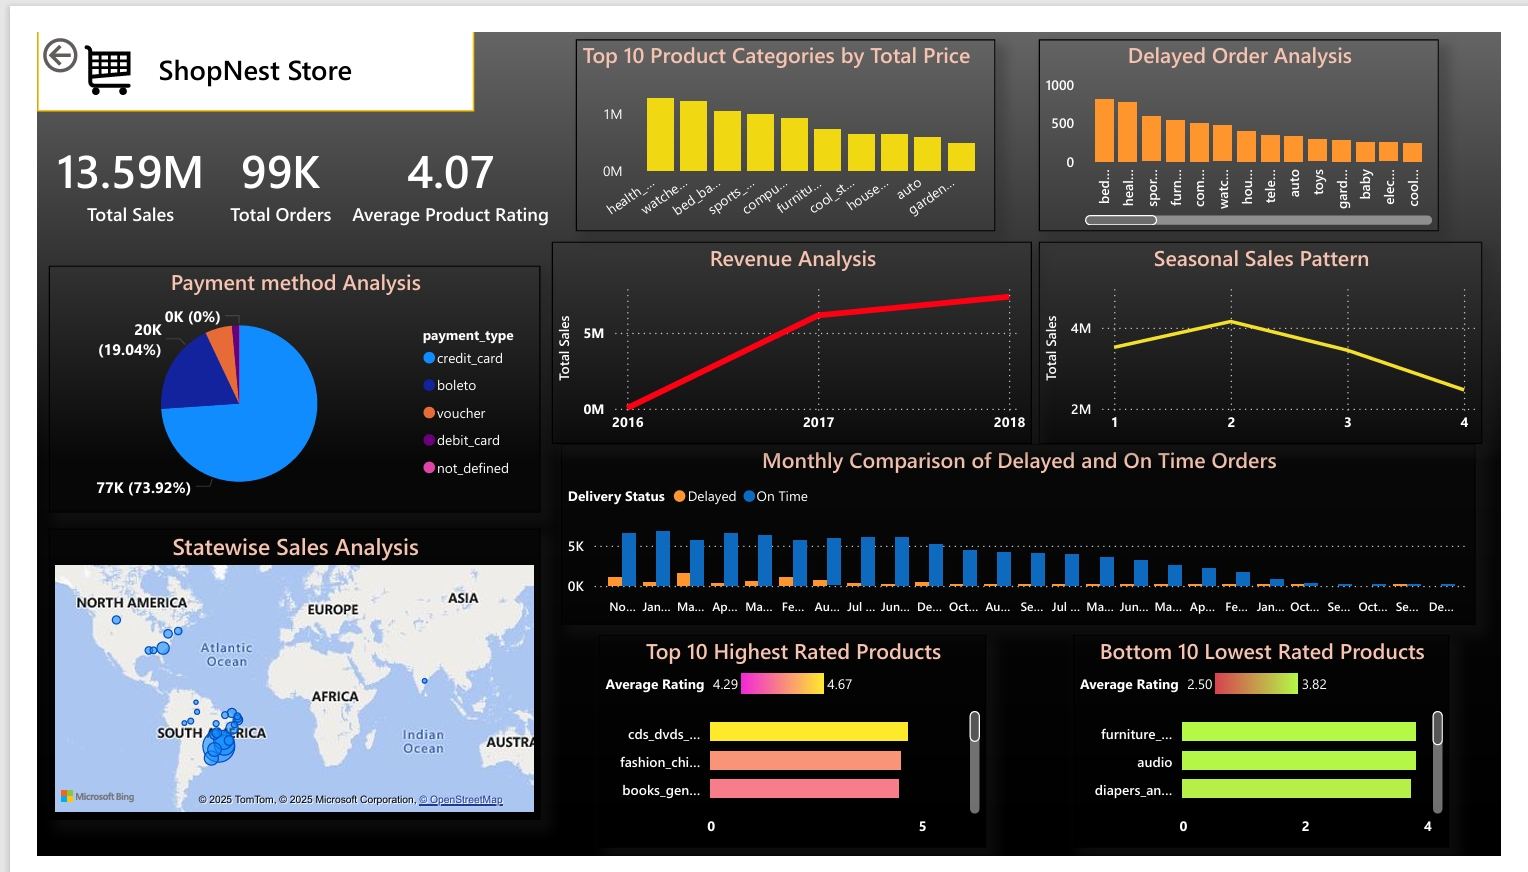 ShopNest Store
13.59M
Total Sales
99K
Total Orders
4.07
Average Product Rating
Top 10 Product Categories by Total Price
1M
0M
health_...
watche...
bed_ba...
sports_...
compu...
furnitu...
cool_st...
house...
auto
garden...
Delayed Order Analysis
1000
500
0
bed...
heal...
spor...
furn...
com...
watc...
hou...
tele...
auto
toys
gard...
baby
elec...
cool...
Payment method Analysis
0K (0%)
20K
(19.04%)
77K (73.92%)
payment_type
credit_card
boleto
voucher
debit_card
not_defined
Revenue Analysis
Total Sales
5M
0M
2016 2017 2018
Seasonal Sales Pattern
Total Sales
4M
2M
1 2 3 4
Monthly Comparison of Delayed and On Time Orders
Delivery Status Delayed On Time
5K
0K
No... Jan... Ma... Ap... Ma... Fe... Au... Jul ... Jun... De... Oct... Au... Se... Jul ... Ma... Jun... Ma... Ap... Fe... Jan... Oct... Se... Oct... Se... De...
Statewise Sales Analysis
NORTH AMERICA
EUROPE
ASIA
Atlantic
Ocean
AFRICA
SOUTH AMERICA
Indian
Ocean
AUSTRA
Microsoft Bing
© 2025 TomTom, © 2025 Microsoft Corporation, © OpenStreetMap
Top 10 Highest Rated Products
Average Rating 4.29 4.67
cds_dvds_...
fashion_chi...
books_gen...
0 5
Bottom 10 Lowest Rated Products
Average Rating 2.50 3.82
furniture_...
audio
diapers_an...
0 2 4